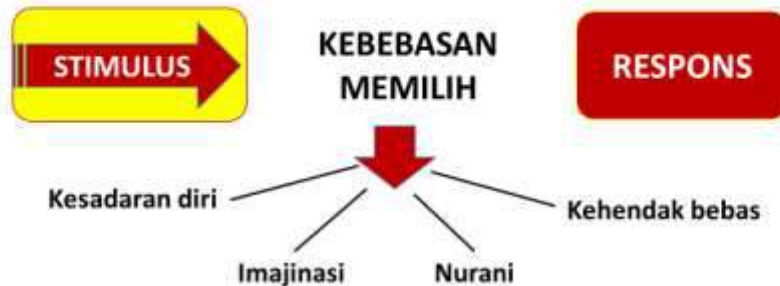 STIMULUS
KEBEBASAN
MEMILIH
RESPONS
Kesadaran diri
Kehendak bebas
Imajinasi
Nurani